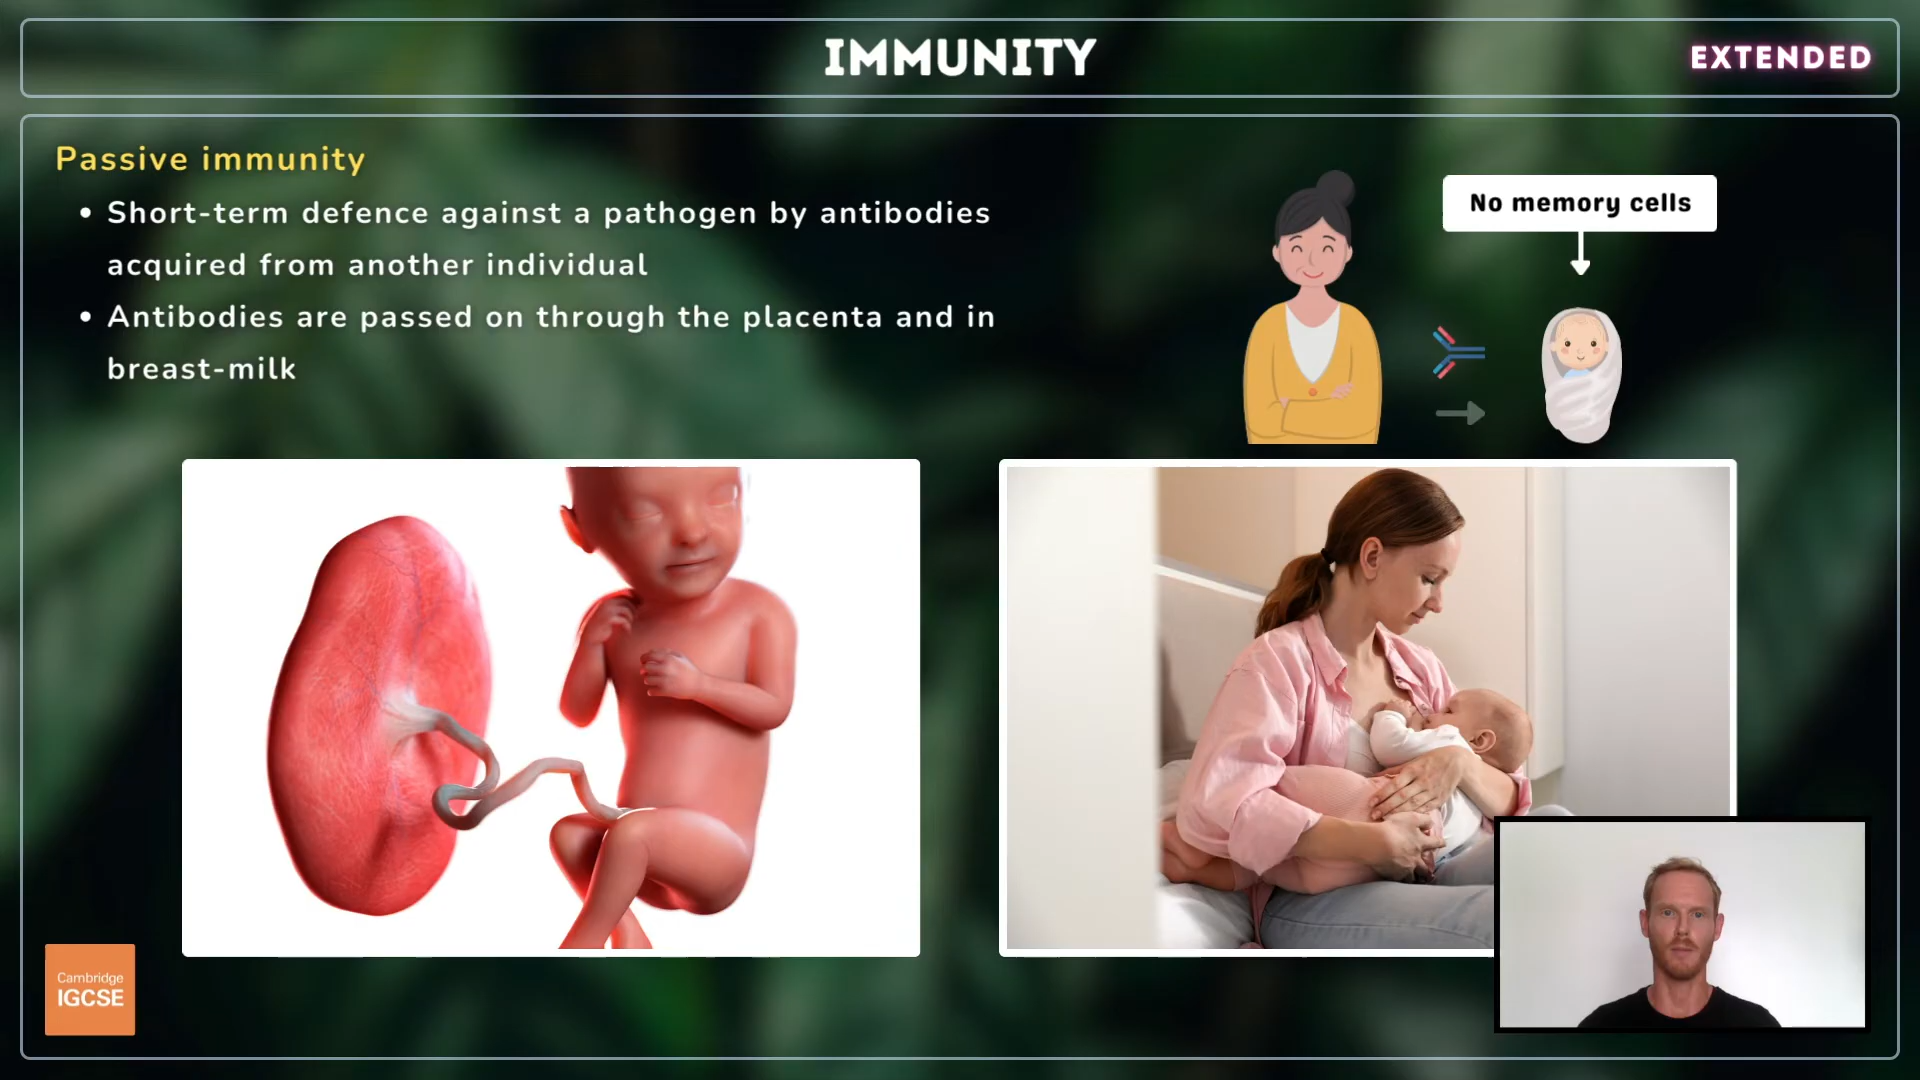 IMMUNITY
EXTENDED
Passive immunity
• Short-term defence against a pathogen by antibodies
acquired from another individual
• Antibodies are passed on through the placenta and in
breast-milk
No memory cells
Cambridge
IGCSE